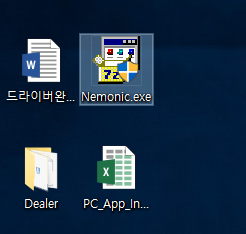 드라이버완...
Nemonic.exe
Dealer
PC_App_In...